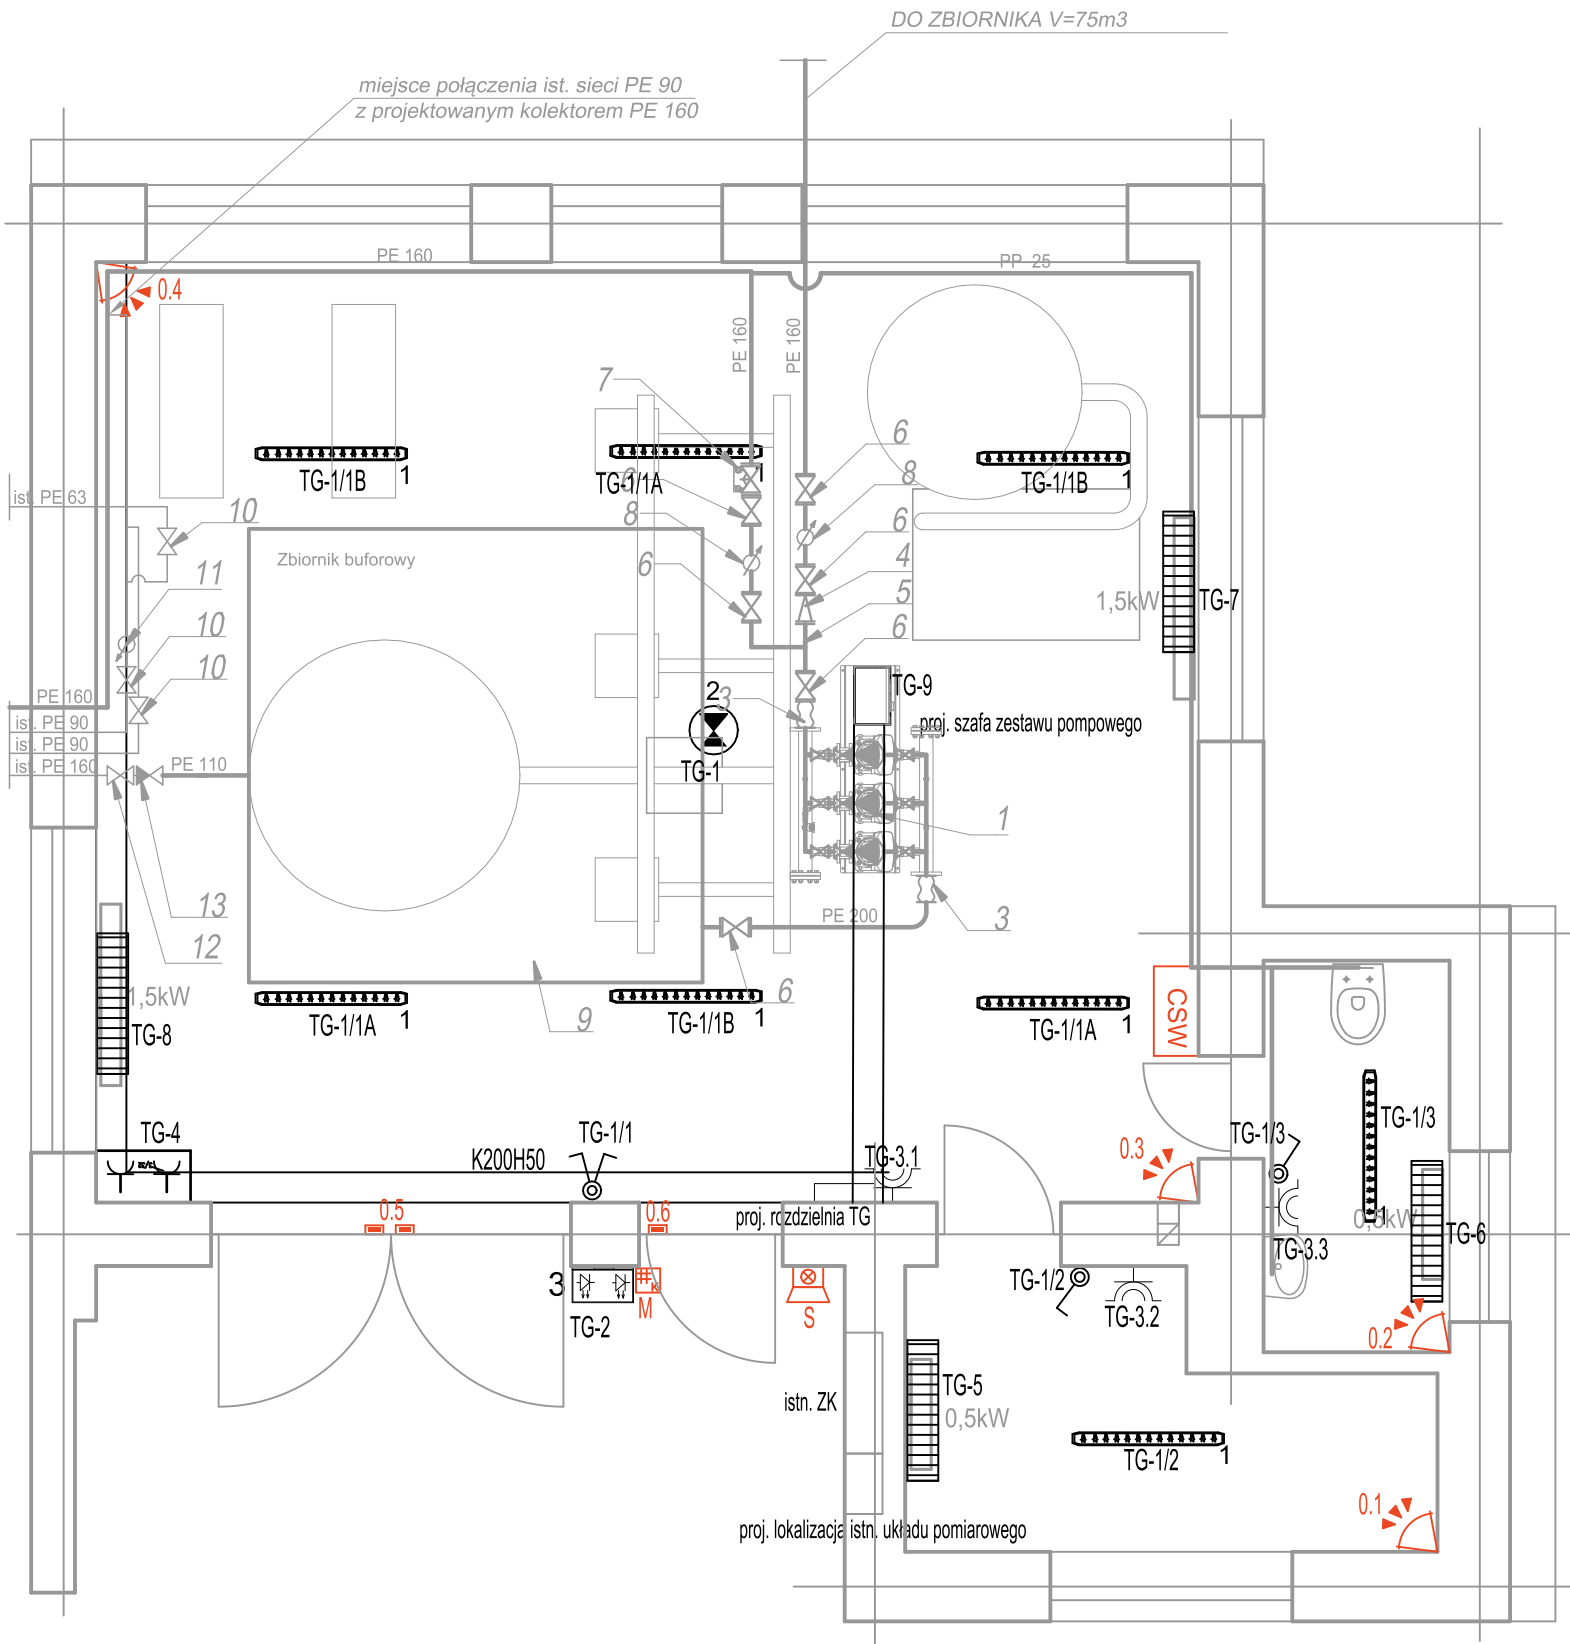 DO ZBIORNIKA V=75m3
miejsce połączenia ist. sieci PE 90
z projektowanym kolektorem PE 160
PE 160
PP 25
0.4
PE 160
PE 160
7
6
8
TG-1/1B
1
TG-1/1A
1
6
TG-1/1B
1
ist. PE 63
10
8
6
Zbiornik buforowy
6
4
11
5
1,5kW
TG-7
10
6
10
PE 160
2
3
TG-9
ist. PE 90
proj. szafa zestawu pompowego
ist. PE 90
ist. PE 160
PE 110
TG-1
1
13
PE 200
3
12
1,5kW
TG-8
6
9
TG-1/1A
1
TG-1/1B
1
TG-1/1A
1
CSW
TG-1/3
TG-4
TG-1/1
TG-1/3
0.3
K200H50
TG-3.1
0.5
0.6
proj. rozdzielnia TG
1
0,5kW
TG-6
TG-3.3
TG-1/2
3
K
M
S
TG-3.2
TG-2
0.2
TG-5
istn. ZK
0,5kW
TG-1/2
1
0.1
proj. lokalizacja istn. układu pomiarowego